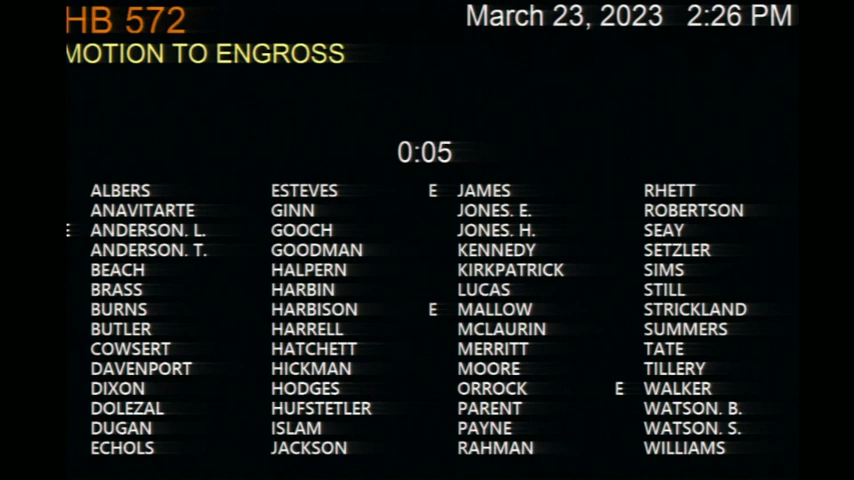 HB 572 March 23, 2023 2:26 PM
MOTION TO ENGROSS
0:05
ALBERS ESTEVES E JAMES RHETT
ANAVITARTE GINN JONES. E. ROBERTSON
E ANDERSON. L. GOOCH JONES. H. SEAY
ANDERSON. T. GOODMAN KENNEDY SETZLER
BEACH HALPERN KIRKPATRICK SIMS
BRASS HARBIN LUCAS STILL
BURNS HARBISON E MALLOW STRICKLAND
BUTLER HARRELL MCLAURIN SUMMERS
COWSERT HATCHETT MERRITT TATE
DAVENPORT HICKMAN MOORE TILLERY
DIXON HODGES ORROCK E WALKER
DOLEZAL HUFSTETLER PARENT WATSON. B.
DUGAN ISLAM PAYNE WATSON. S.
ECHOLS JACKSON RAHMAN WILLIAMS